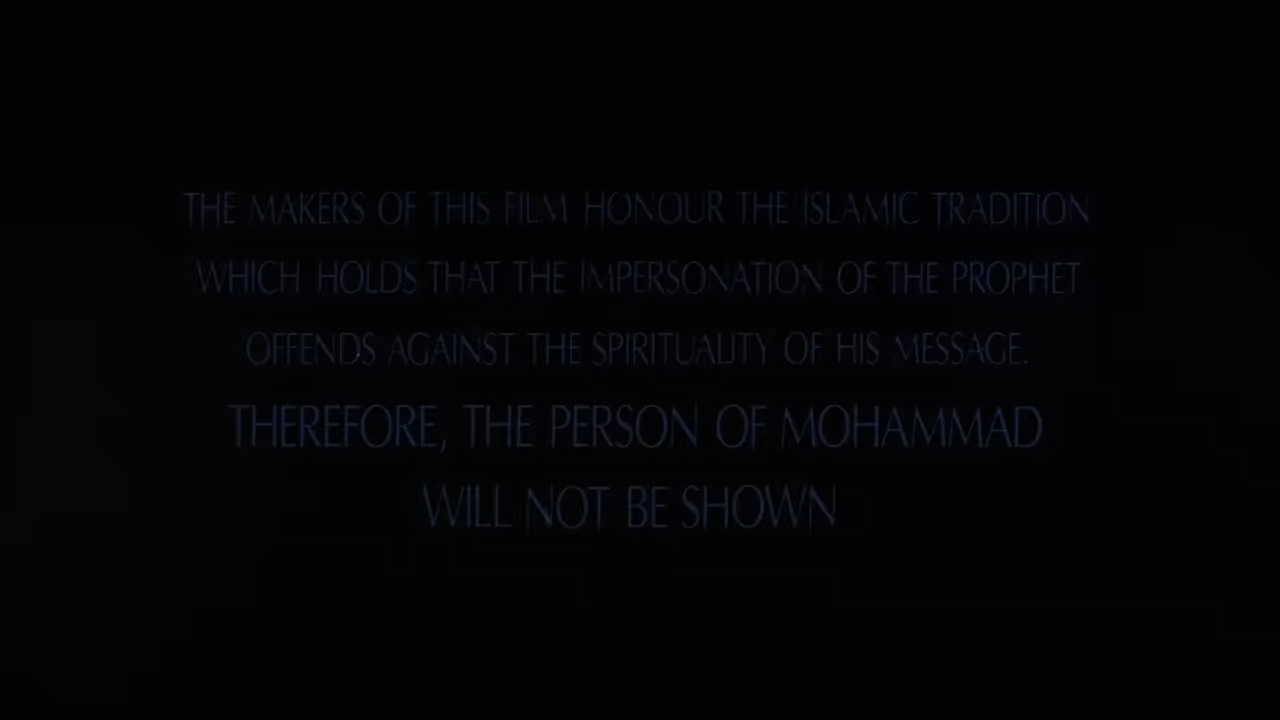 THE MAKERS OF THIS FILM HONOUR THE ISLAMIC TRADITION
WHICH HOLDS THAT THE IMPERSONATION OF THE PROPHET
OFFENDS AGAINST THE SPIRITUALITY OF HIS MESSAGE.
THEREFORE, THE PERSON OF MOHAMMAD
WILL NOT BE SHOWN